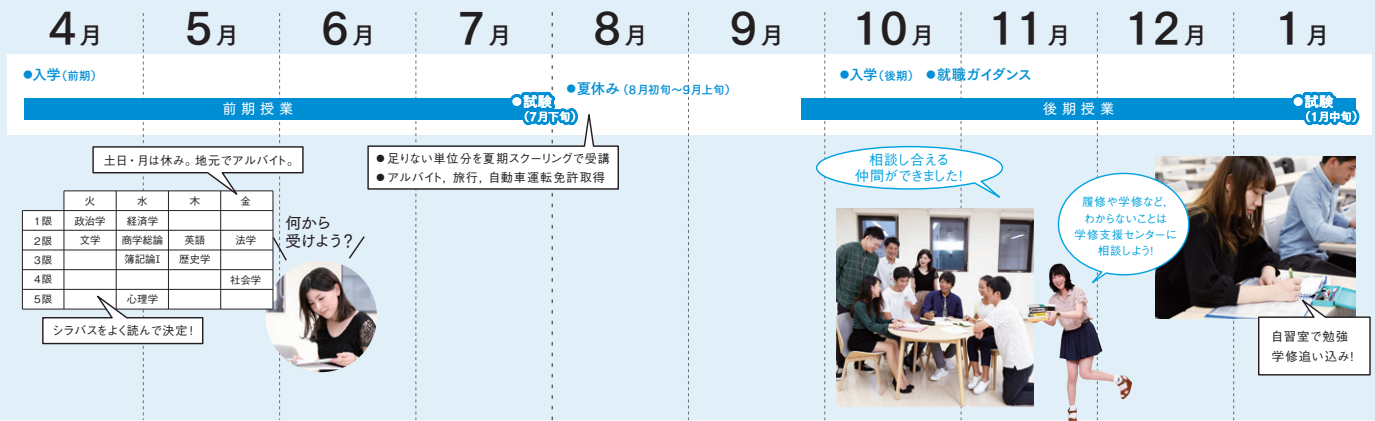 4月 5月 6月 7月 8月 9月 10月 11月 12月 1月
●入学(前期)
前期授業
●試験
(7月下旬)
●夏休み(8月初旬〜9月上旬)
●入学(後期) ●就職ガイダンス
後期授業
●試験
(1月中旬)
土日・月は休み。地元でアルバイト。
火 水 木 金
1限 政治学 経済学
2限 文学 商学総論 英語 法学
3限 簿記論Ⅰ 歴史学
4限 社会学
5限 心理学
シラバスをよく読んで決定!
何から
受けよう?
●足りない単位分を夏期スクーリングで受講
●アルバイト, 旅行, 自動車運転免許取得
相談し合える
仲間ができました!
履修や学修など,
わからないことは
学修支援センターに
相談しよう!
自習室で勉強
学修追い込み!